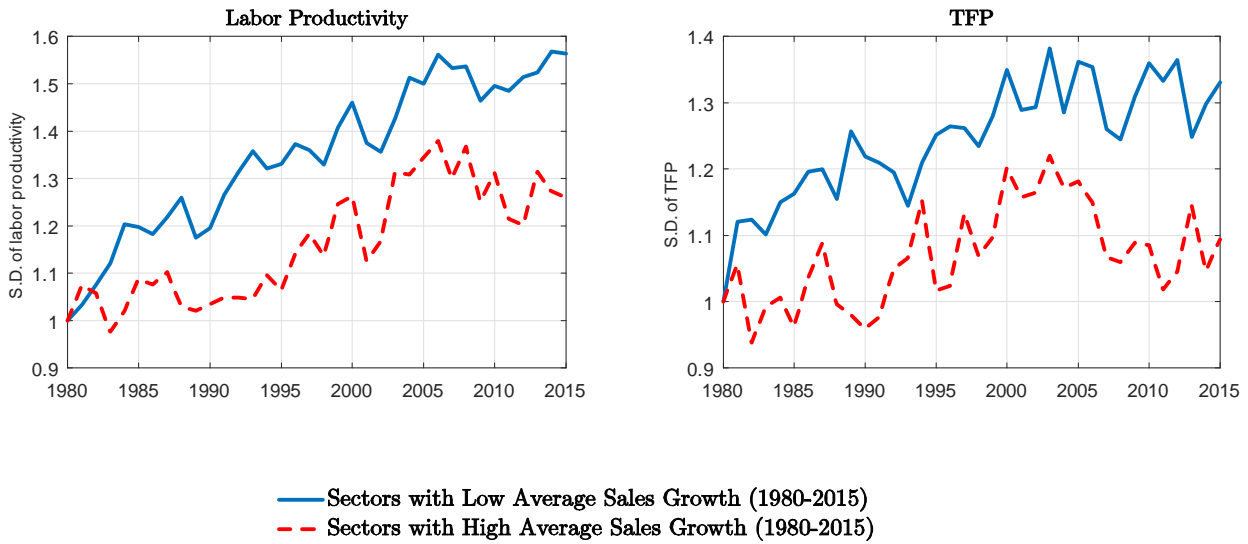 Labor Productivity
S.D. of labor productivity
1.6
1.5
1.4
1.3
1.2
1.1
1
0.9
1980 1985 1990 1995 2000 2005 2010 2015
TFP
S.D. of TFP
1.4
1.3
1.2
1.1
1
0.9
1980 1985 1990 1995 2000 2005 2010 2015
Sectors with Low Average Sales Growth (1980-2015)
Sectors with High Average Sales Growth (1980-2015)